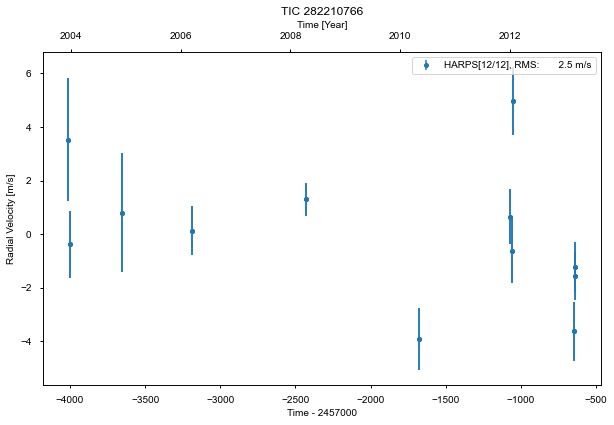 TIC 282210766
Time [Year]
2004 2006 2008 2010 2012
HARPS[12/12], RMS: 2.5 m/s
6
4
2
0
−2
−4
Radial Velocity [m/s]
−4000 −3500 −3000 −2500 −2000 −1500 −1000 −500
Time - 2457000